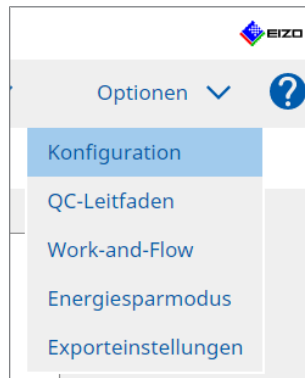 EIZO
Optionen
Konfiguration
QC-Leitfaden
Work-and-Flow
Energiesparmodus
Exporteinstellungen